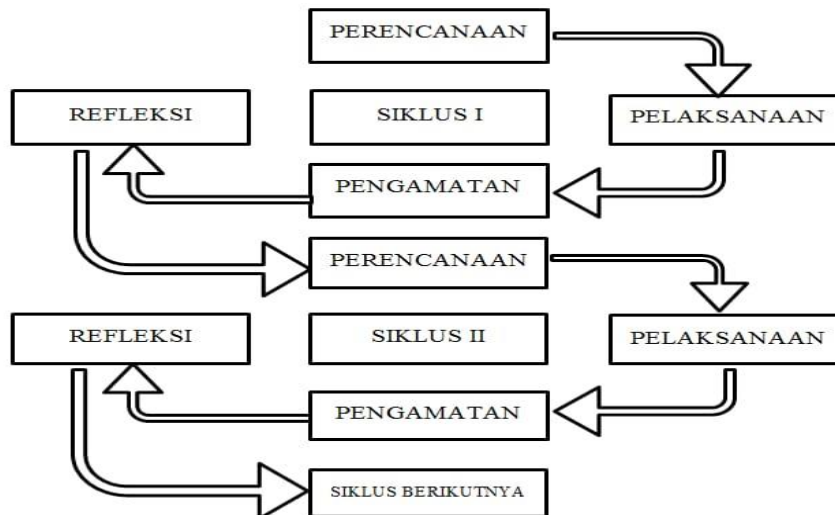 PERENCANAAN
REFLEKSI
SIKLUS I
PELAKSANAAN
PENGAMATAN
PERENCANAAN
REFLEKSI
SIKLUS II
PELAKSANAAN
PENGAMATAN
SIKLUS BERIKUTNYA